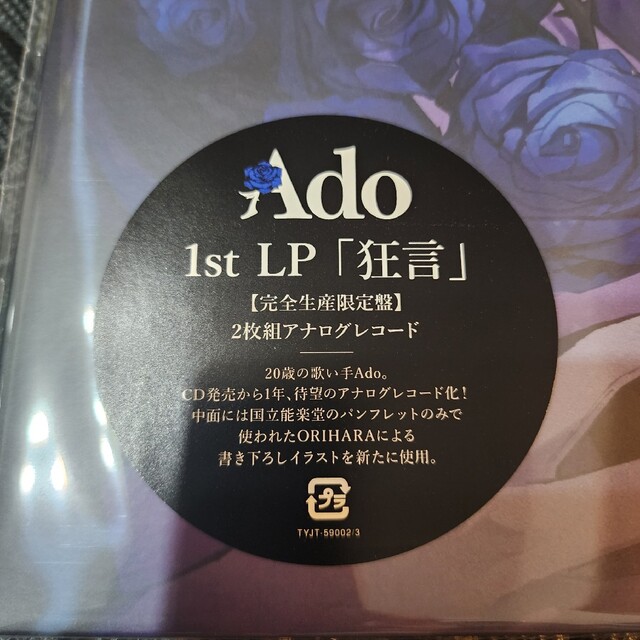 Ado
1st LP「狂言」
【完全生産限定盤】
2枚組アナログレコード
20歳の歌い手Ado。
CD発売から1年、待望のアナログレコード化!
中面には国立能楽堂のパンフレットのみで
使われたORIHARAによる
書き下ろしイラストを新たに使用。
プラ
TYJT-59002/3